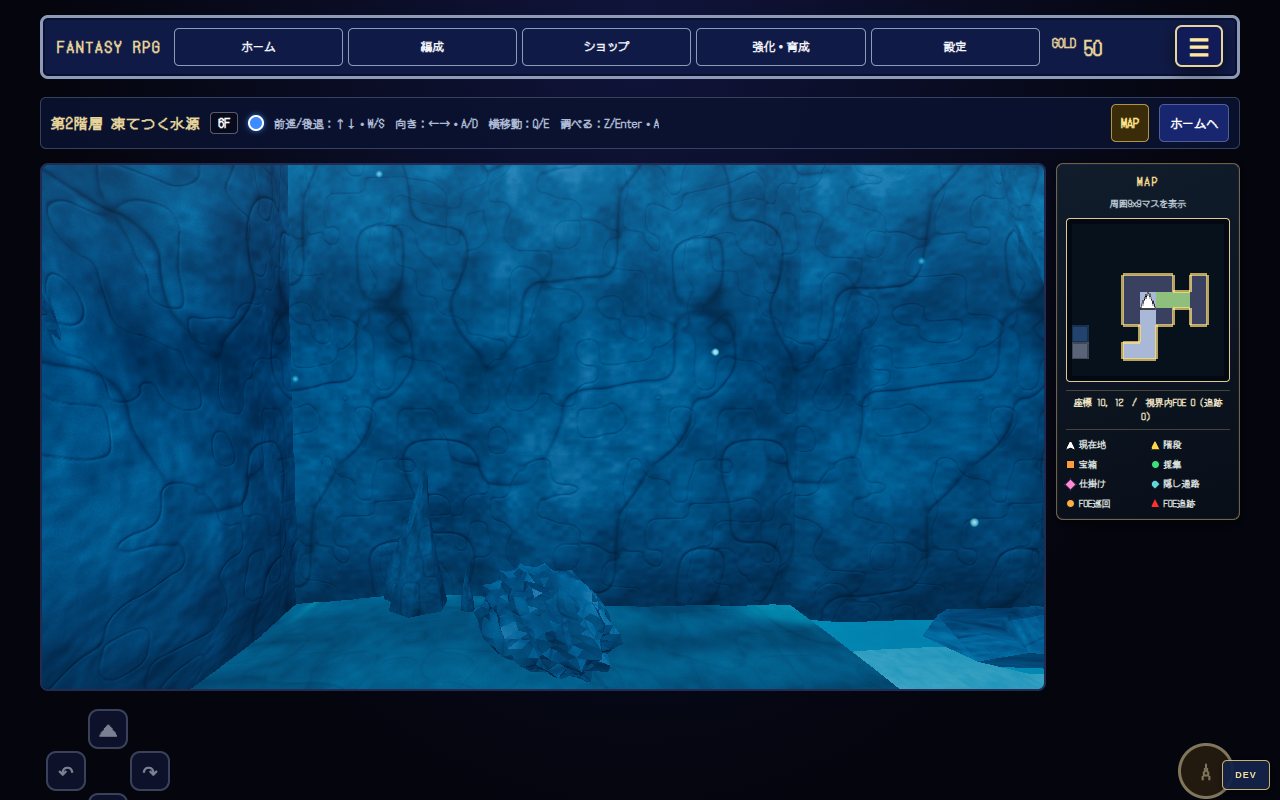 FANTASY RPG
ホーム
編成
ショップ
強化・育成
設定
GOLD 50
第2階層 凍てつく水源
6F
前進/後退：↑↓・W/S 向き：←→・A/D 横移動：Q/E 調べる：Z/Enter・A
MAP
ホームへ
MAP
周囲9x9マスを表示
座標 10, 12 / 視界内FOE 0（追跡
0）
現在地
階段
宝箱
採集
仕掛け
隠し通路
FOE巡回
FOE追跡
A
DEV